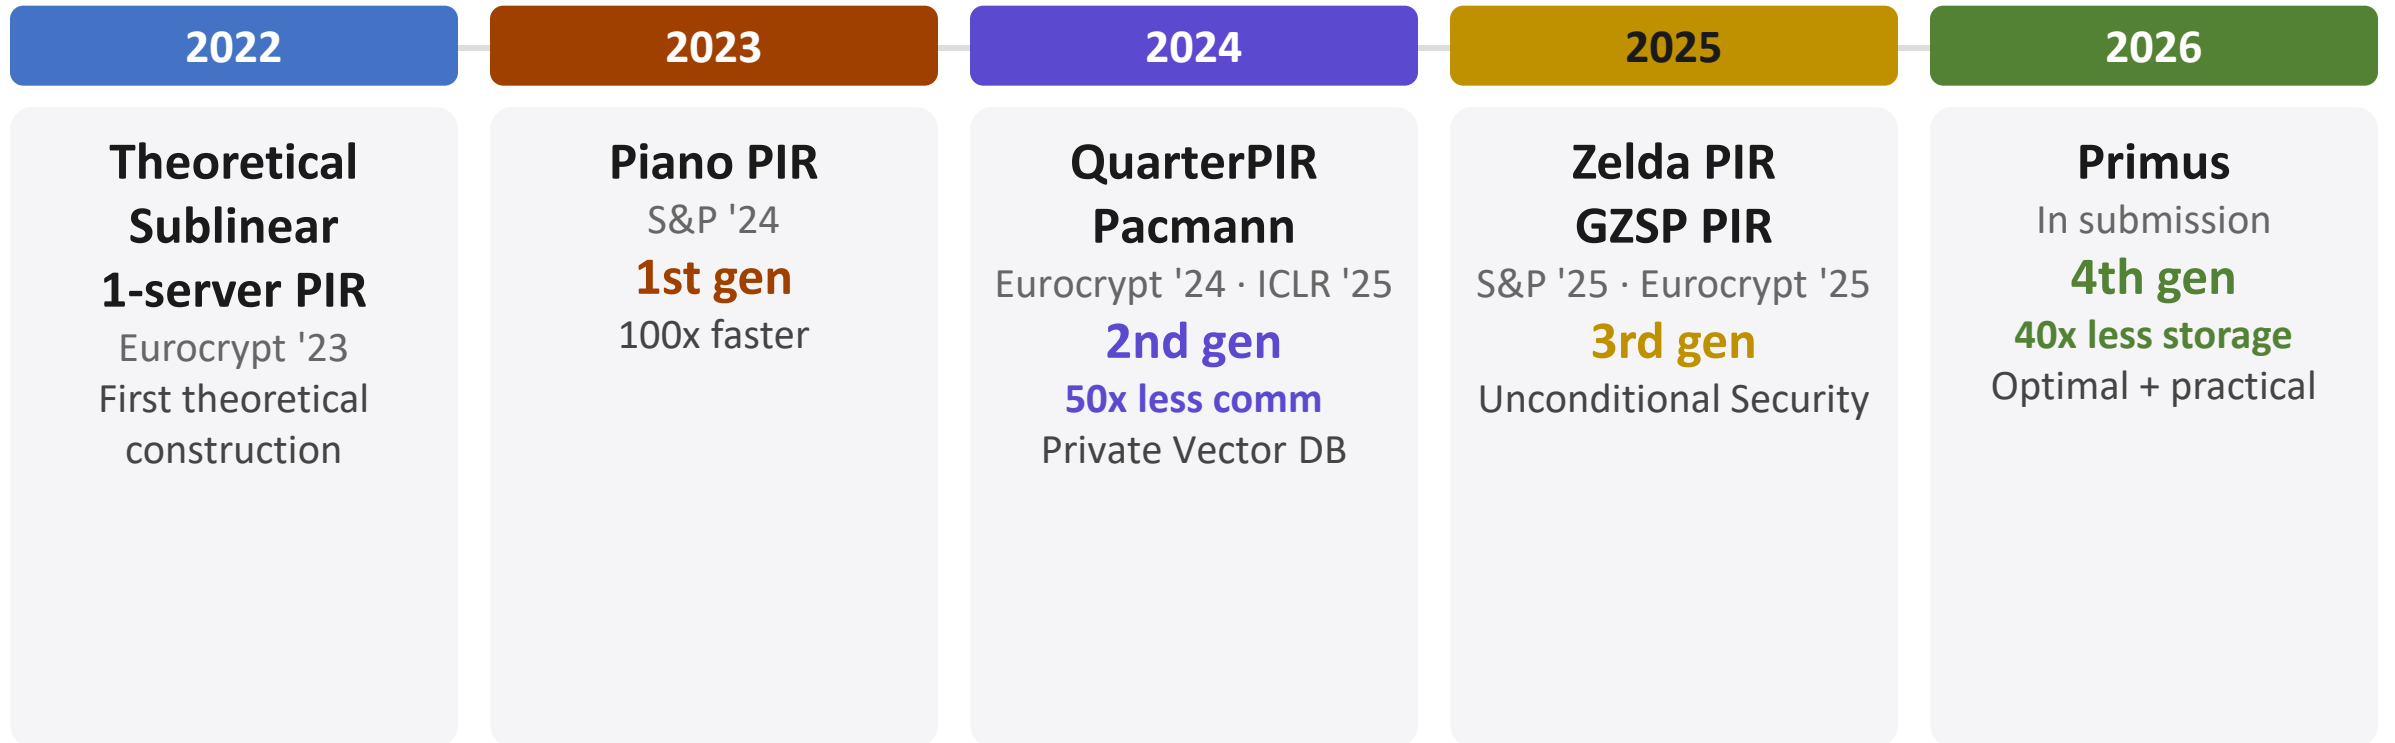 2022
Theoretical
Sublinear
1-server PIR
Eurocrypt '23
First theoretical
construction
2023
Piano PIR
S&P '24
1st gen
100x faster
2024
QuarterPIR
Pacmann
Eurocrypt '24 · ICLR '25
2nd gen
50x less comm
Private Vector DB
2025
Zelda PIR
GZSP PIR
S&P '25 · Eurocrypt '25
3rd gen
Unconditional Security
2026
Primus
In submission
4th gen
40x less storage
Optimal + practical